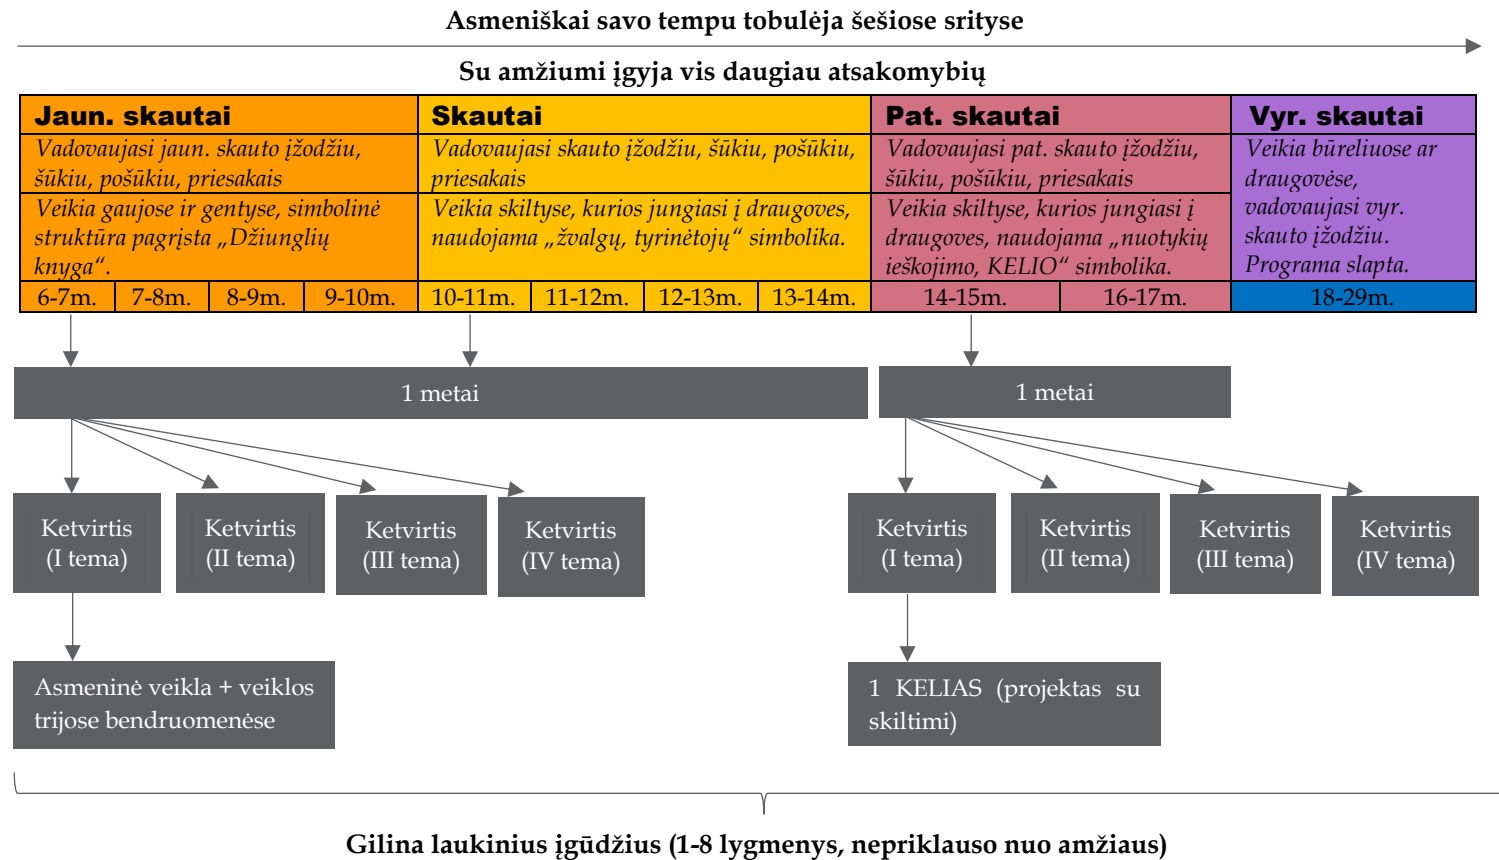 Asmeniškai savo tempu tobulėja šešiose srityse
Su amžiumi įgyja vis daugiau atsakomybių
Jaun. skautai
Skautai
Pat. skautai
Vyr. skautai
Vadovaujasi jaun. skauto įžodžiu,
šūkiu, pošūkiu, priesakais
Vadovaujasi skauto įžodžiu, šūkiu, pošūkiu,
priesakais
Vadovaujasi pat. skauto įžodžiu,
šūkiu, pošūkiu, priesakais
Veikia būreliuose ar
draugovėse,
vadovaujasi vyr.
skauto įžodžiu.
Programa slapta.
Veikia gaujose ir gentyse, simbolinė
struktūra pagrįsta „Džiunglių
knyga“.
Veikia skiltyse, kurios jungiasi į draugoves,
naudojama „žvalgų, tyrinėtojų“ simbolika.
Veikia skiltyse, kurios jungiasi į
draugoves, naudojama „nuotykių
ieškojimo, KELIO“ simbolika.
6-7m.
7-8m.
8-9m.
9-10m.
10-11m.
11-12m.
12-13m.
13-14m.
14-15m.
16-17m.
18-29m.
1 metai
1 metai
Ketvirtis
(I tema)
Ketvirtis
(II tema)
Ketvirtis
(III tema)
Ketvirtis
(IV tema)
Ketvirtis
(I tema)
Ketvirtis
(II tema)
Ketvirtis
(III tema)
Ketvirtis
(IV tema)
Asmeninė veikla + veiklos
trijose bendruomenėse
1 KELIAS (projektas su
skiltimi)
Gilina laukinius įgūdžius (1-8 lygmenys, nepriklauso nuo amžiaus)